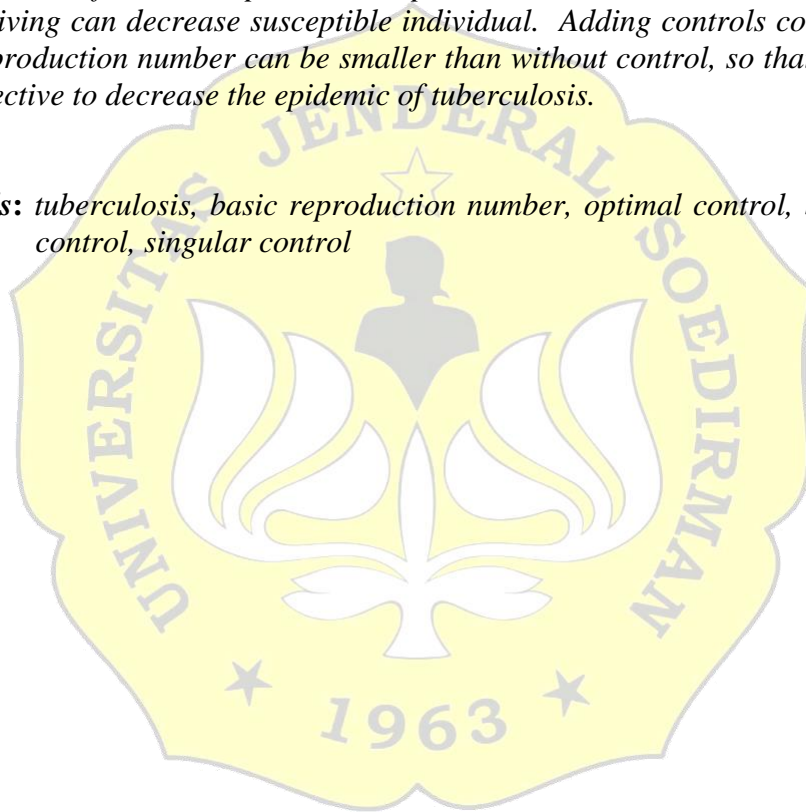 iving can decrease susceptible individual. Adding controls co
production number can be smaller than without control, so tha
ective to decrease the epidemic of tuberculosis.
s: tuberculosis, basic reproduction number, optimal control,
control, singular control
UNIVERSITAS JENDERAL SOEDIRMAN
1963